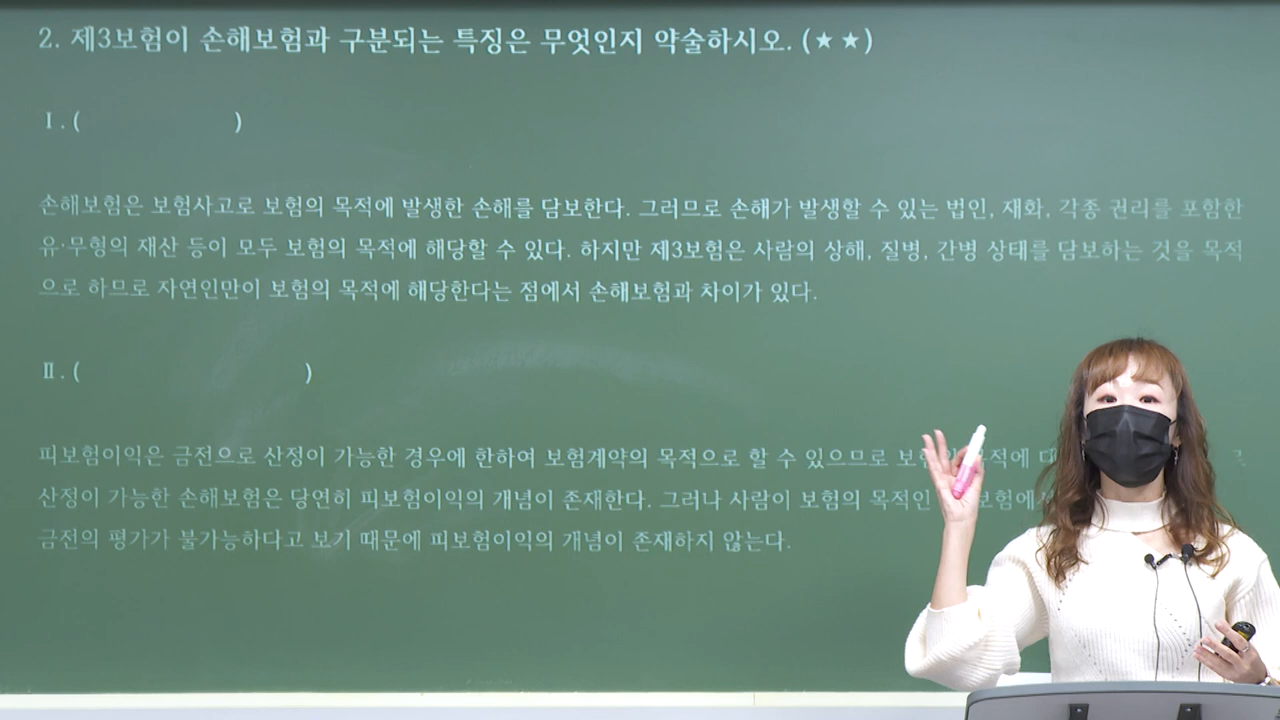 2. 제3보험이 손해보험과 구분되는 특징은 무엇인지 약술하시오. (★★)
Ⅰ. ( )
손해보험은 보험사고로 보험의 목적에 발생한 손해를 담보한다. 그러므로 손해가 발생할 수 있는 법인, 재화, 각종 권리를 포함한
유·무형의 재산 등이 모두 보험의 목적에 해당할 수 있다. 하지만 제3보험은 사람의 상해, 질병, 간병 상태를 담보하는 것을 목적
으로 하므로 자연인만이 보험의 목적에 해당한다는 점에서 손해보험과 차이가 있다.
Ⅱ. ( )
피보험이익은 금전으로 산정이 가능한 경우에 한하여 보험계약의 목적으로 할 수 있으므로
산정이 가능한 손해보험은 당연히 피보험이익의 개념이 존재한다. 그러나 사람이 보험의 목적인
금전의 평가가 불가능하다고 보기 때문에 피보험이익의 개념이 존재하지 않는다.